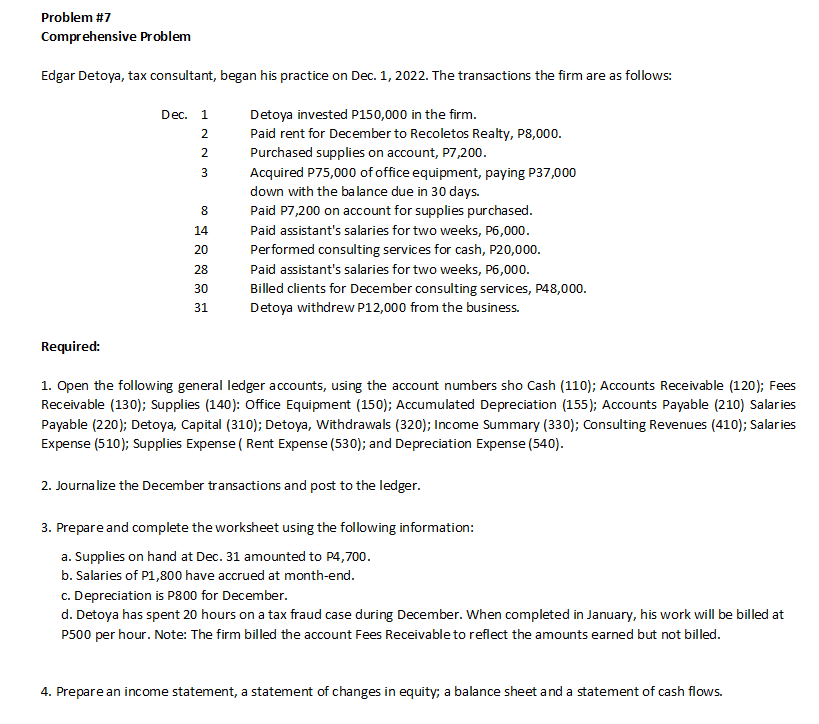 Problem #7
Comprehensive Problem
Edgar Detoya, tax consultant, began his practice on Dec. 1, 2022. The transactions the firm are as follows:
Dec. 1 Detoya invested P150,000 in the firm.
2 Paid rent for December to Recoletos Realty, P8,000.
2 Purchased supplies on account, P7,200.
3 Acquired P75,000 of office equipment, paying P37,000
down with the balance due in 30 days.
8 Paid P7,200 on account for supplies purchased.
14 Paid assistant's salaries for two weeks, P6,000.
20 Performed consulting services for cash, P20,000.
28 Paid assistant's salaries for two weeks, P6,000.
30 Billed clients for December consulting services, P48,000.
31 Detoya withdrew P12,000 from the business.
Required:
1. Open the following general ledger accounts, using the account numbers sho Cash (110); Accounts Receivable (120); Fees
Receivable (130); Supplies (140): Office Equipment (150); Accumulated Depreciation (155); Accounts Payable (210) Salaries
Payable (220); Detoya, Capital (310); Detoya, Withdrawals (320); Income Summary (330); Consulting Revenues (410); Salaries
Expense (510); Supplies Expense ( Rent Expense (530); and Depreciation Expense (540).
2. Journalize the December transactions and post to the ledger.
3. Prepare and complete the worksheet using the following information:
a. Supplies on hand at Dec. 31 amounted to P4,700.
b. Salaries of P1,800 have accrued at month-end.
c. Depreciation is P800 for December.
d. Detoya has spent 20 hours on a tax fraud case during December. When completed in January, his work will be billed at
P500 per hour. Note: The firm billed the account Fees Receivable to reflect the amounts earned but not billed.
4. Prepare an income statement, a statement of changes in equity; a balance sheet and a statement of cash flows.